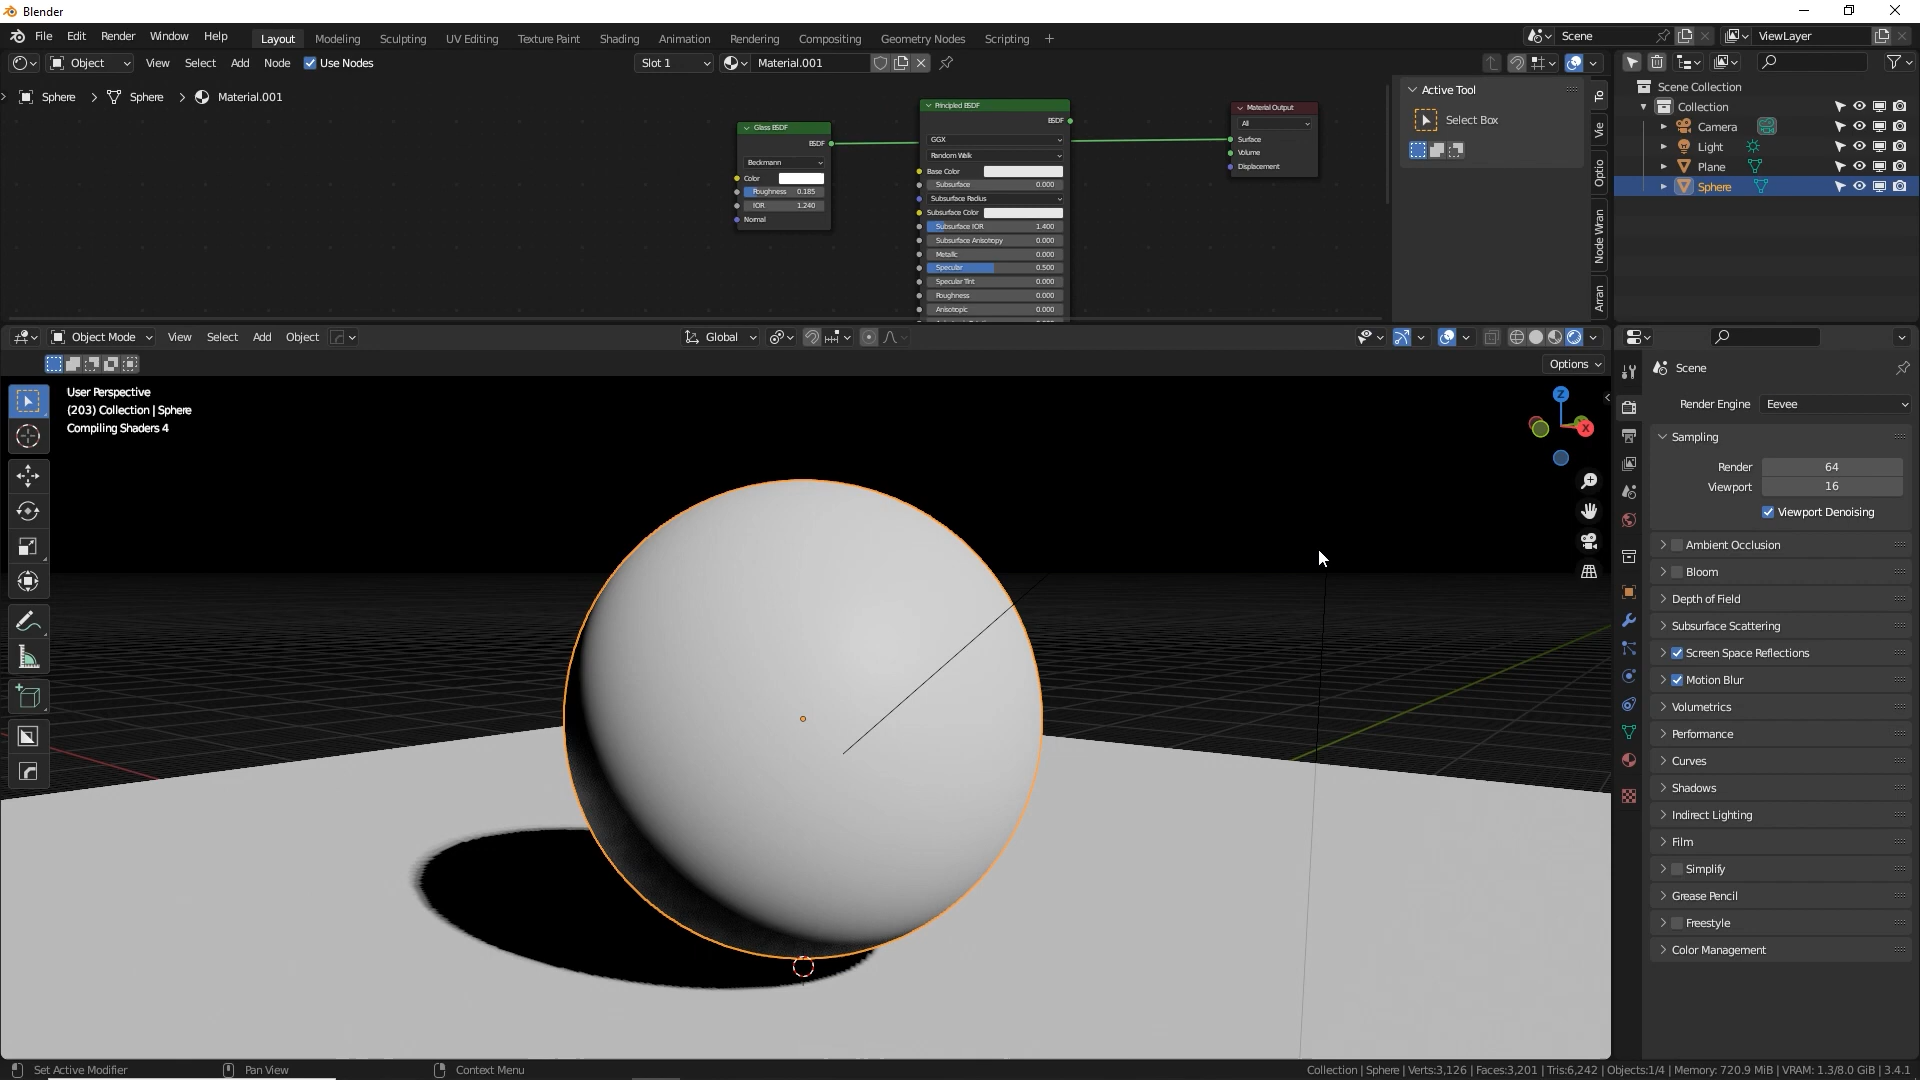 Blender
File Edit Render Window Help Layout Modeling Sculpting UV Editing Texture Paint Shading Animation Rendering Compositing Geometry Nodes Scripting + Scene ViewLayer
Object View Select Add Node Use Nodes Slot 1 Material.001
Sphere > Sphere > Material.001
Glass BSDF
BSDF
Beckmann
Color
Roughness 0.185
IOR 1.240
Normal
Principled BSDF
BSDF
GGX
Random Walk
Base Color
Subsurface 0.000
Subsurface Radius
Subsurface Color
Subsurface IOR 1.400
Subsurface Anisotropy 0.000
Metallic 0.000
Specular 0.500
Specular Tint 0.000
Roughness 0.000
Anisotropic 0.000
Material Output
All
Surface
Volume
Displacement
Active Tool
Select Box
To
Vie
Optio
Node Wran
Arran
Scene Collection
Collection
Camera
Light
Plane
Sphere
Object Mode View Select Add Object Global
Options
User Perspective
(203) Collection | Sphere
Compiling Shaders 4
Z
X
Scene
Render Engine Eevee
Sampling
Render 64
Viewport 16
Viewport Denoising
Ambient Occlusion
Bloom
Depth of Field
Subsurface Scattering
Screen Space Reflections
Motion Blur
Volumetrics
Performance
Curves
Shadows
Indirect Lighting
Film
Simplify
Grease Pencil
Freestyle
Color Management
Set Active Modifier Pan View Context Menu Collection | Sphere | Verts:3,126 | Faces:3,201 | Tris:6,242 | Objects:1/4 | Memory: 720.9 MiB | VRAM: 1.3/8.0 GiB | 3.4.1